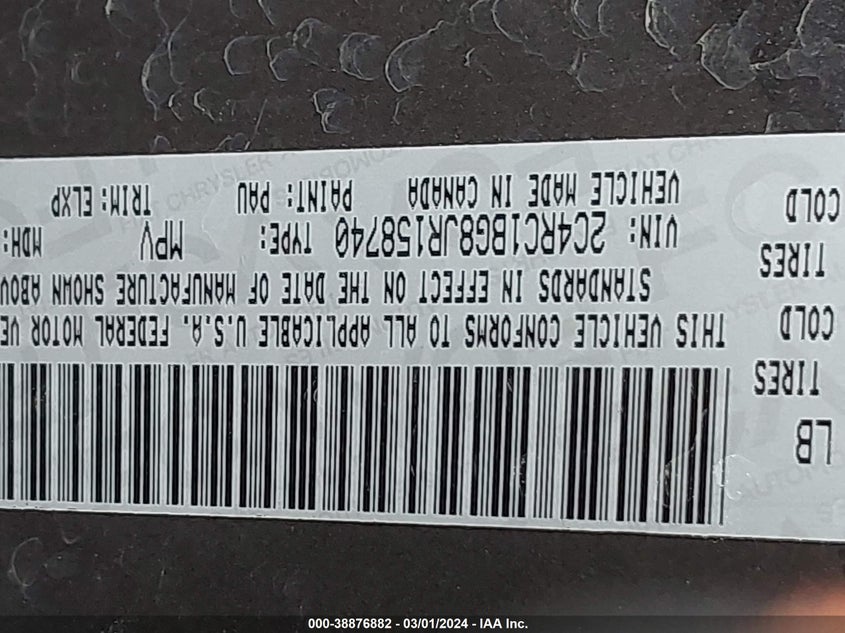 LB
TIRES
COLD
TIRES
COLD
THIS VEHICLE CONFORMS TO ALL APPLICABLE U.S.A. FEDERAL MOTOR VE
STANDARDS IN EFFECT ON THE DATE OF MANUFACTURE SHOWN ABOV
VIN: 2C4RC1BG8JR158740 TYPE: MPV MDH:
VEHICLE MADE IN CANADA PAINT: PAU TRIM: ELXP
000-38876882 - 03/01/2024 - IAA Inc.